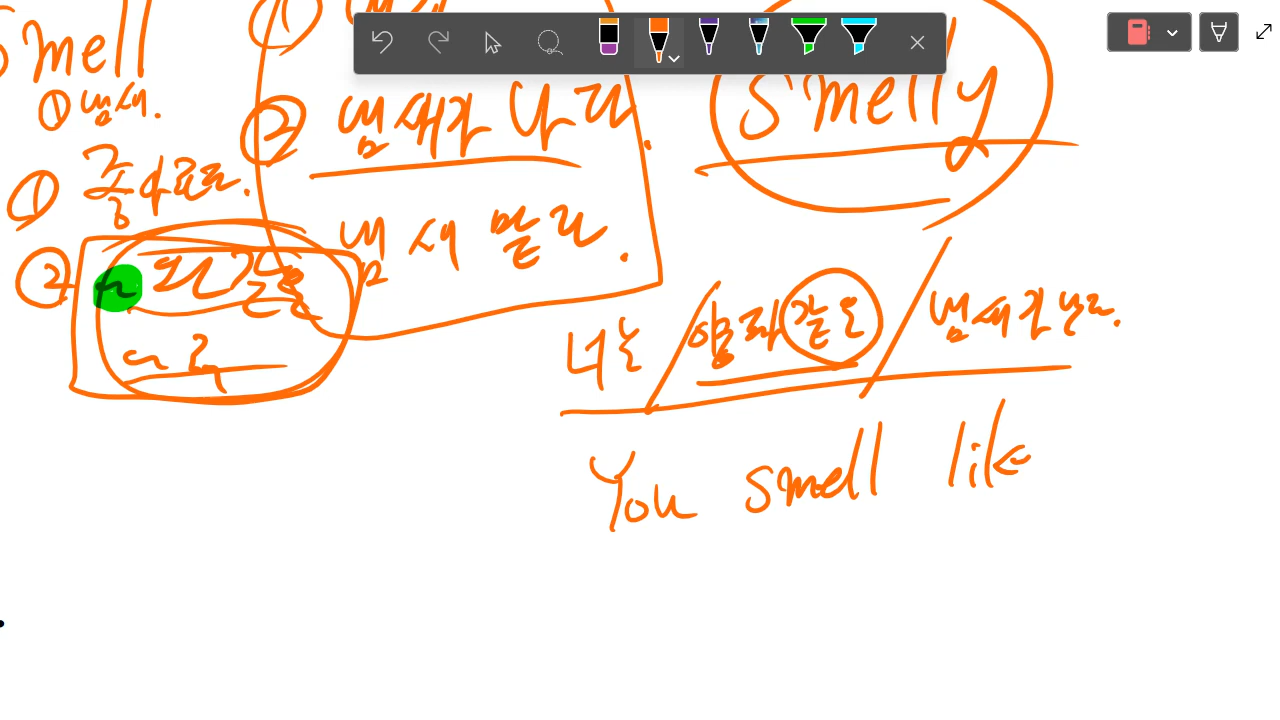 smell
① 냄새.
② 냄새가 나다.
smelly
① 좋아요.
냄새 맡다.
② ~와 같은
~
너는 / 양파 같은 / 냄새가 난다.
You smell like